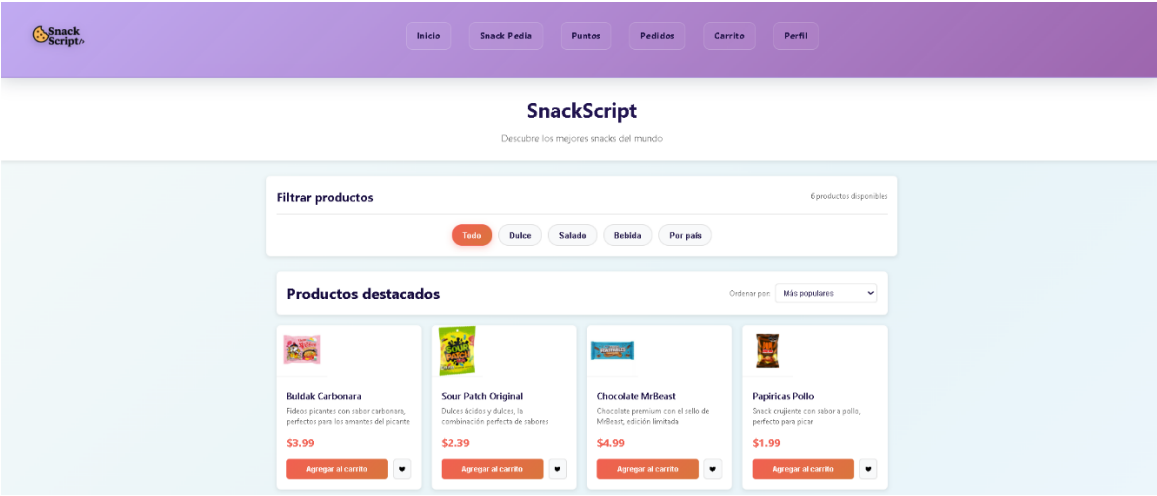 Snack
Script/>
Inicio
Snack Pedia
Puntos
Pedidos
Carrito
Perfil
SnackScript
Descubre los mejores snacks del mundo
Filtrar productos
6 productos disponibles
Todo
Dulce
Salado
Bebida
Por país
Productos destacados
Ordenar por:
Más populares
SOUR
PATCH
Buldak Carbonara
Fideos picantes con sabor carbonara,
perfectos para los amantes del picante
$3.99
Agregar al carrito
Sour Patch Original
Dulces ácidos y dulces, la
combinación perfecta de sabores
$2.39
Agregar al carrito
Chocolate MrBeast
Chocolate premium con el sello de
MrBeast, edición limitada
$4.99
Agregar al carrito
Papiricas Pollo
Snack crujiente con sabor a pollo,
perfecto para picar
$1.99
Agregar al carrito